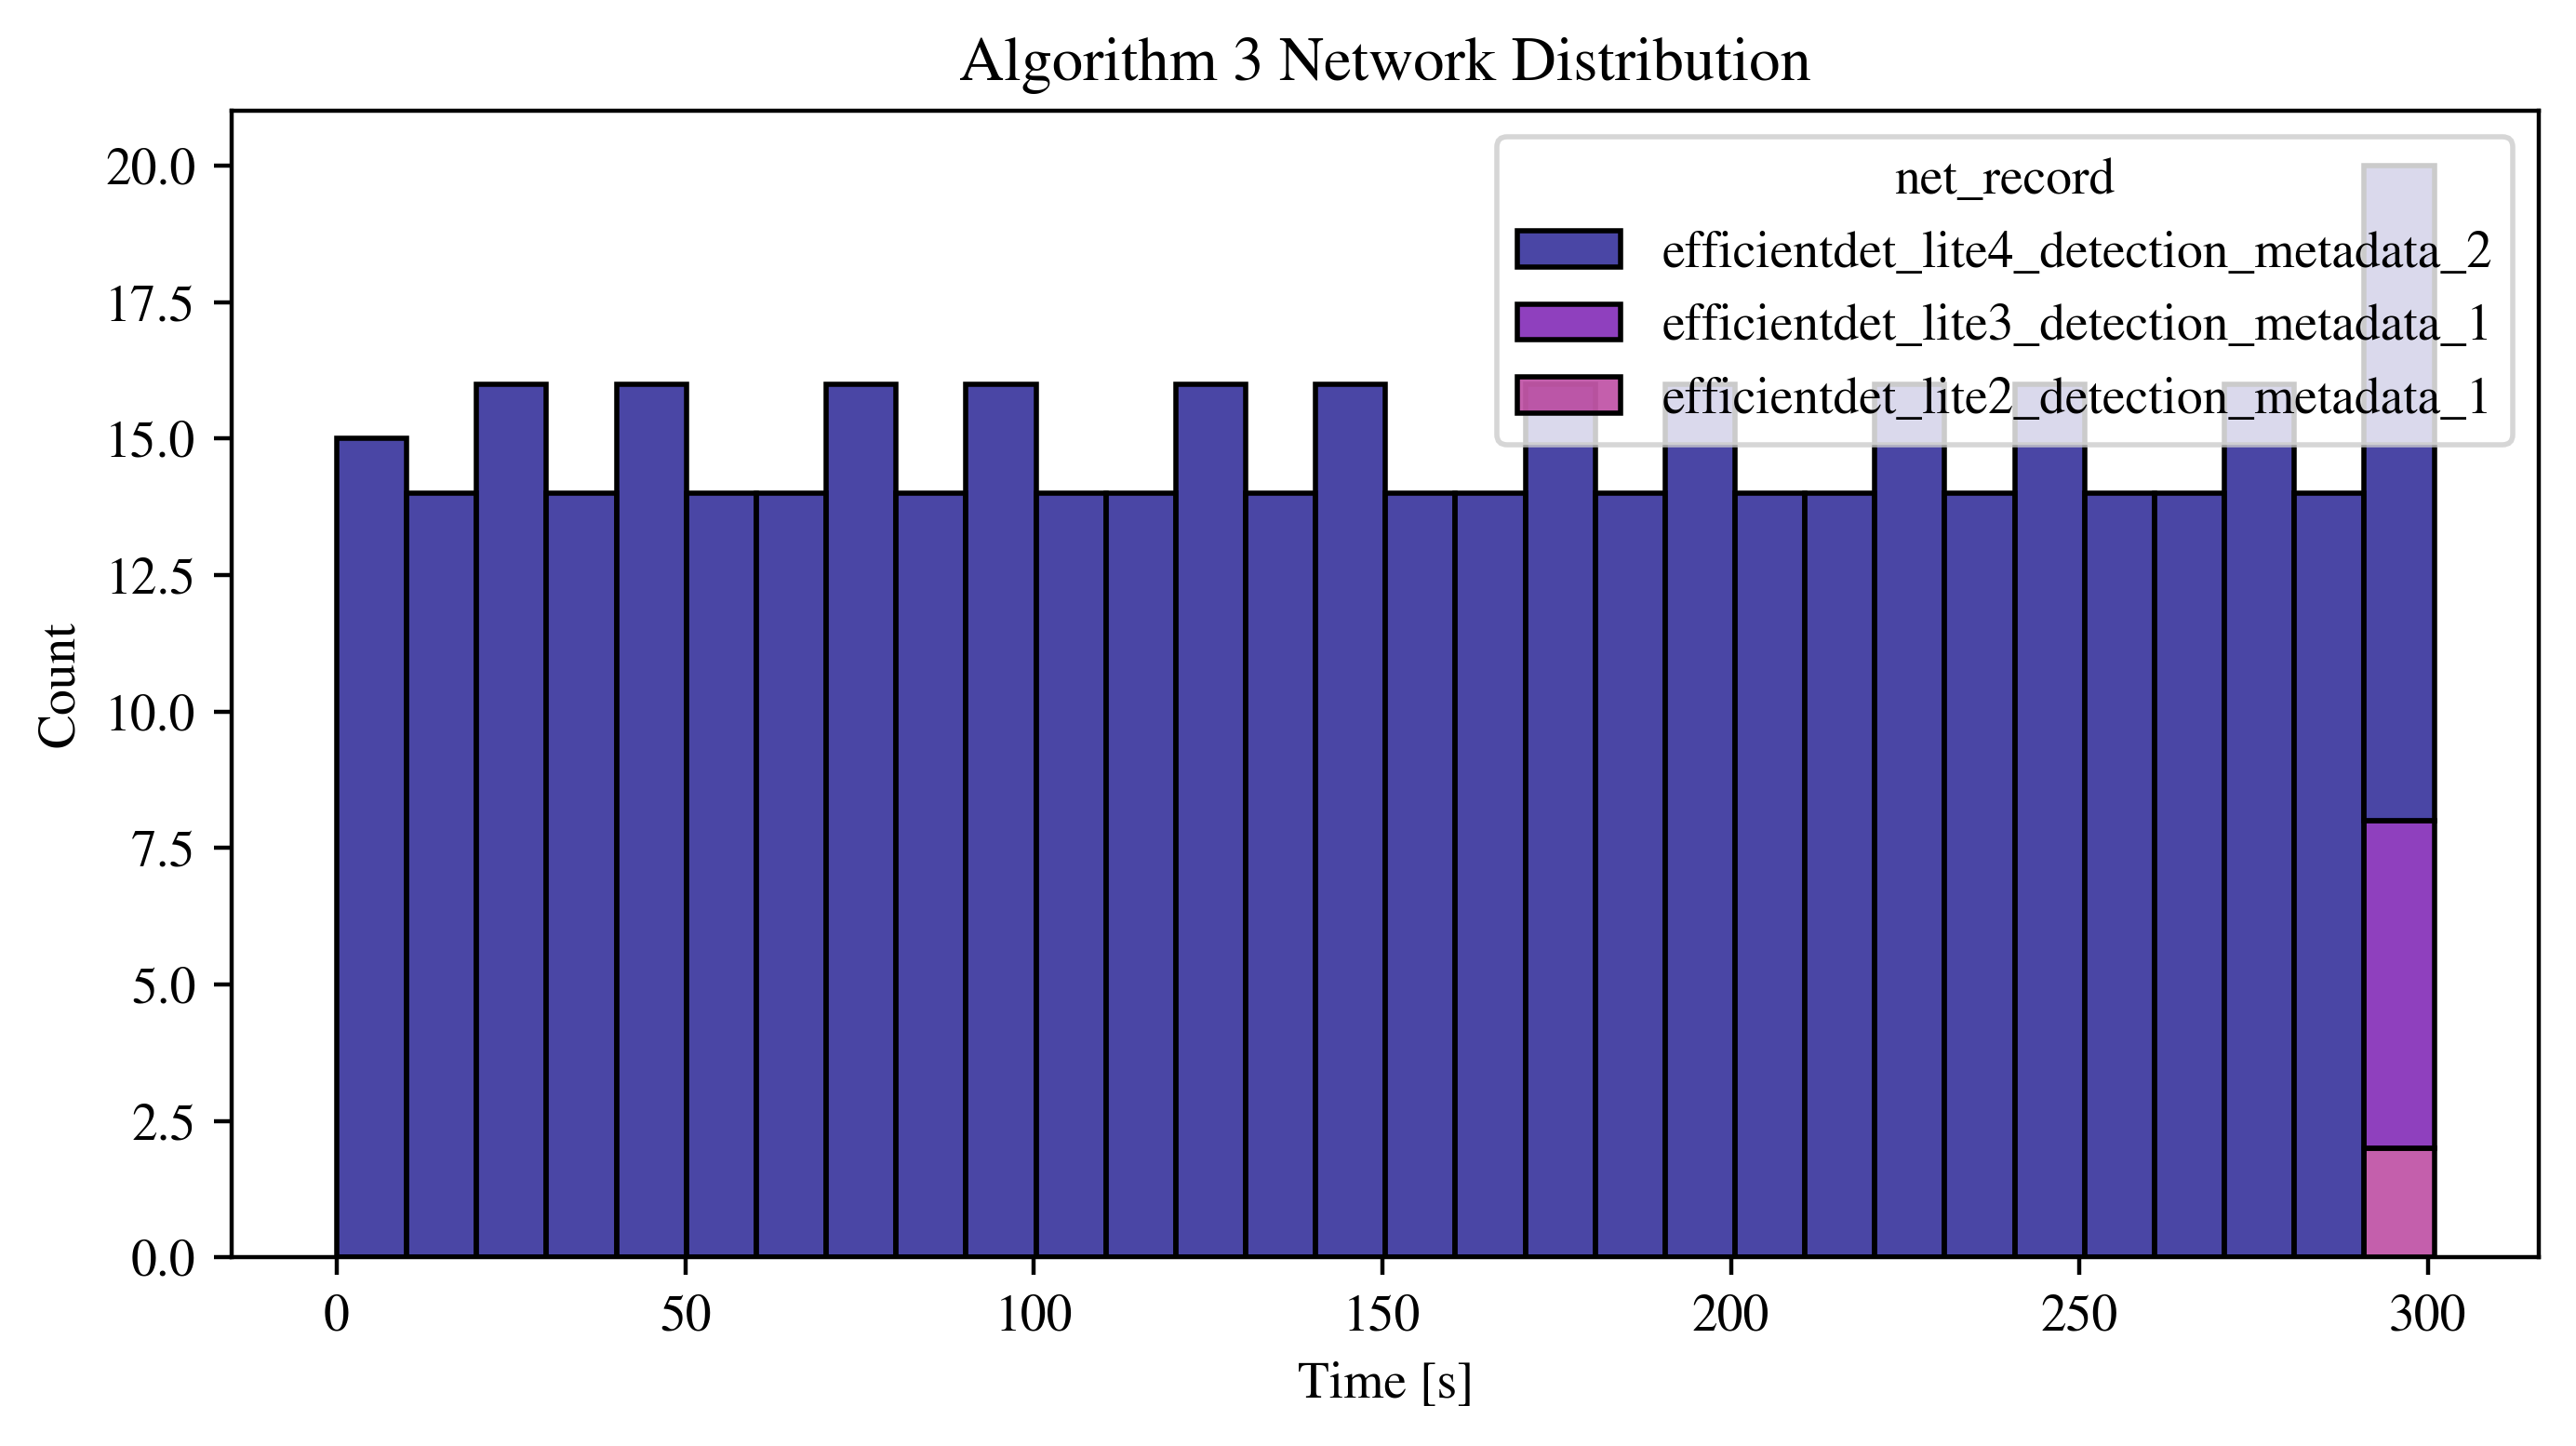 Algorithm 3 Network Distribution
20.0
17.5
15.0
12.5
10.0
7.5
5.0
2.5
0.0
Count
net_record
efficientdet_lite4_detection_metadata_2
efficientdet_lite3_detection_metadata_1
efficientdet_lite2_detection_metadata_1
0 50 100 150 200 250 300
Time [s]